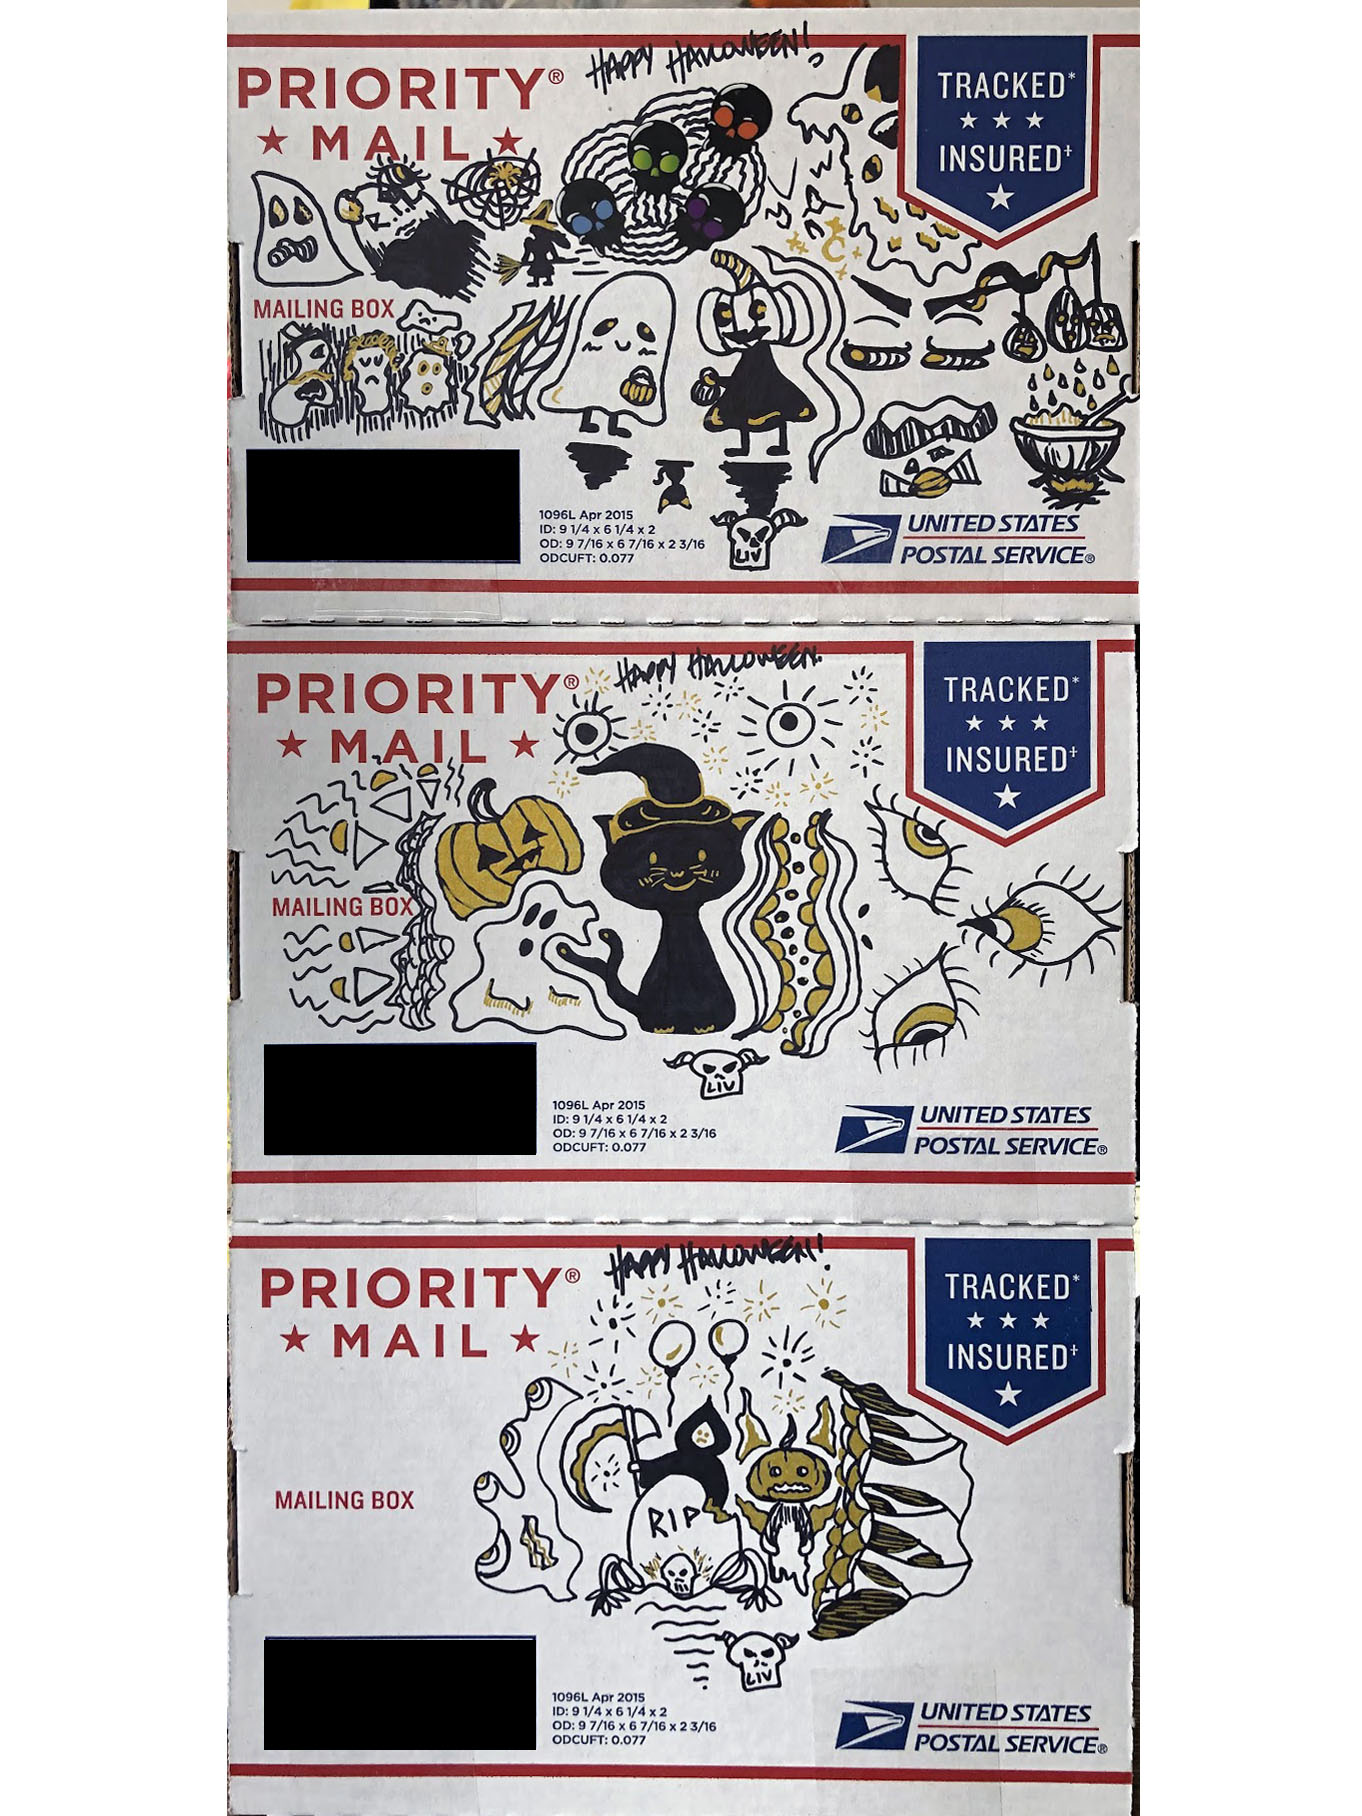 HAPPY HALLOWEEN!
PRIORITY®
★ MAIL ★
TRACKED*
★ ★ ★
INSURED†
★
MAILING BOX
1096L Apr 2015
ID: 9 1/4 x 6 1/4 x 2
OD: 9 7/16 x 6 7/16 x 2 3/16
ODCUFT: 0.077
LIV
UNITED STATES
POSTAL SERVICE®
HAPPY HALLOWEEN.
PRIORITY®
★ MAIL ★
TRACKED*
★ ★ ★
INSURED†
★
MAILING BOX
LIV
1096L Apr 2015
ID: 9 1/4 x 6 1/4 x 2
OD: 9 7/16 x 6 7/16 x 2 3/16
ODCUFT: 0.077
UNITED STATES
POSTAL SERVICE®
HAPPY HALLOWEEN!
PRIORITY®
★ MAIL ★
TRACKED*
★ ★ ★
INSURED†
★
MAILING BOX
RIP
LIV
1096L Apr 2015
ID: 9 1/4 x 6 1/4 x 2
OD: 9 7/16 x 6 7/16 x 2 3/16
ODCUFT: 0.077
UNITED STATES
POSTAL SERVICE®